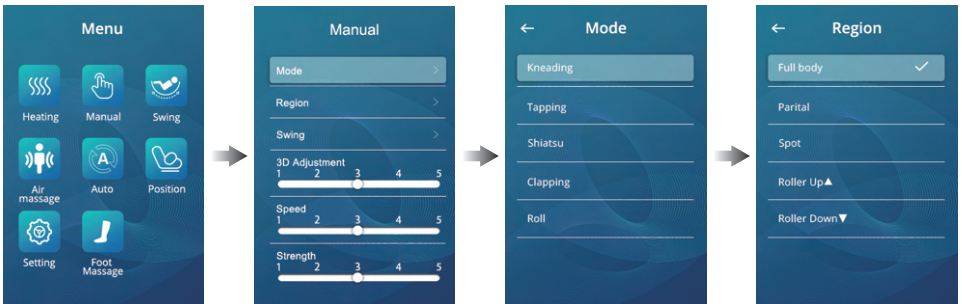 Menu
Heating Manual Swing
Air
massage
Auto Position
Setting Foot
Massage
Manual
Mode >
Region >
Swing >
3D Adjustment
1 2 3 4 5
Speed
1 2 3 4 5
Strength
1 2 3 4 5
← Mode
Kneading
Tapping
Shiatsu
Clapping
Roll
← Region
Full body ✓
Parital
Spot
Roller Up▲
Roller Down▼